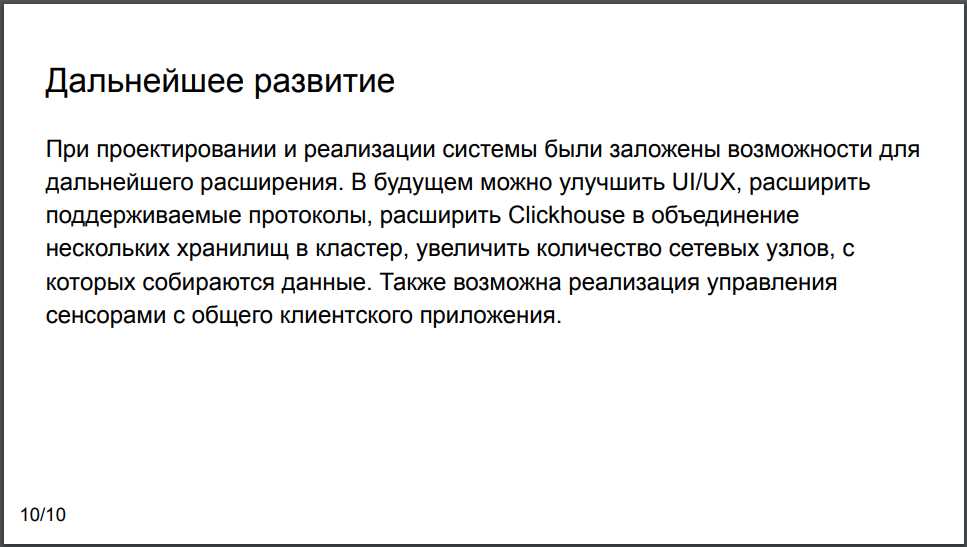 Дальнейшее развитие
При проектировании и реализации системы были заложены возможности для
дальнейшего расширения. В будущем можно улучшить UI/UX, расширить
поддерживаемые протоколы, расширить Clickhouse в объединение
нескольких хранилищ в кластер, увеличить количество сетевых узлов, с
которых собираются данные. Также возможна реализация управления
сенсорами с общего клиентского приложения.
10/10